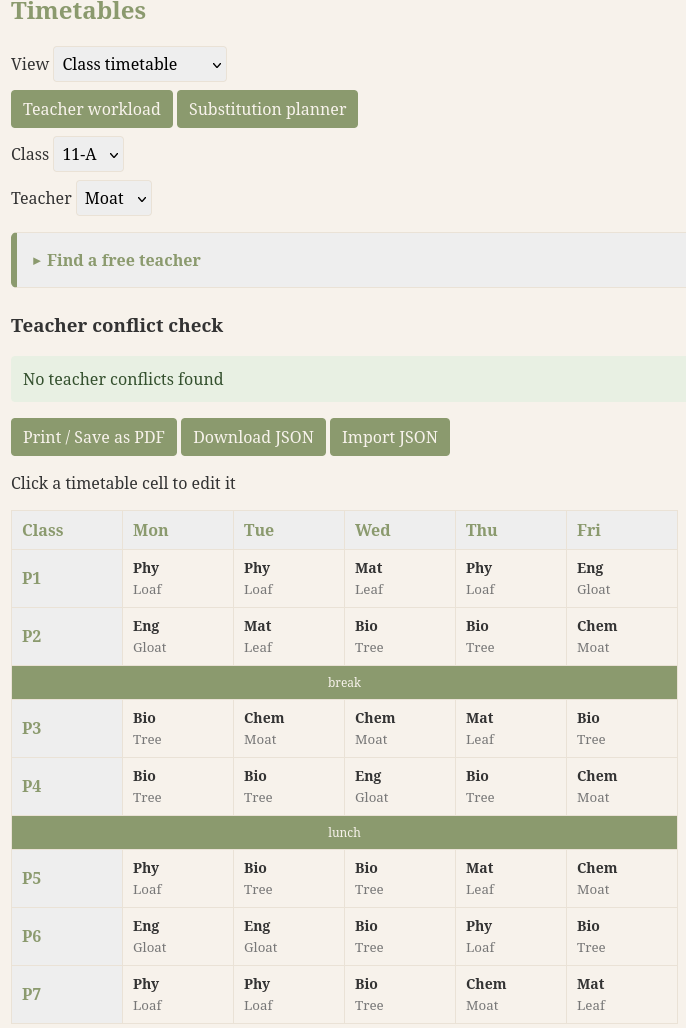 Timetables
View Class timetable
Teacher workload Substitution planner
Class 11-A
Teacher Moat
▸ Find a free teacher
Teacher conflict check
No teacher conflicts found
Print / Save as PDF Download JSON Import JSON
Click a timetable cell to edit it
Class Mon Tue Wed Thu Fri
P1 Phy Phy Mat Phy Eng
Loaf Loaf Leaf Loaf Gloat
P2 Eng Mat Bio Bio Chem
Gloat Leaf Tree Tree Moat
break
P3 Bio Chem Chem Mat Bio
Tree Moat Moat Leaf Tree
P4 Bio Bio Eng Bio Chem
Tree Tree Gloat Tree Moat
lunch
P5 Phy Bio Bio Mat Chem
Loaf Tree Tree Leaf Moat
P6 Eng Eng Bio Phy Bio
Gloat Gloat Tree Loaf Tree
P7 Phy Phy Bio Chem Mat
Loaf Loaf Tree Moat Leaf